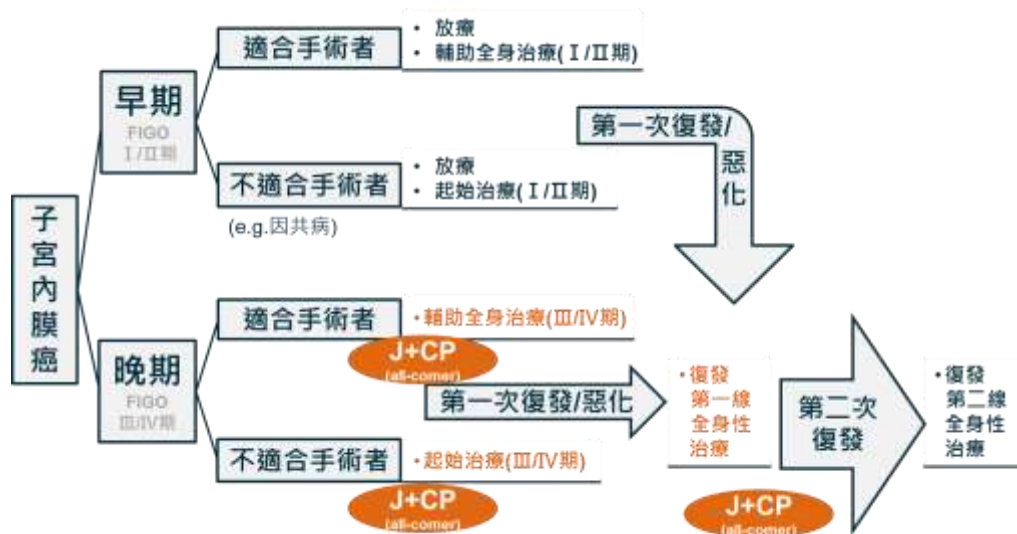 子宮內膜癌
早期
FIGO
I/II期
適合手術者
• 放療
• 輔助全身治療(I/II期)
不適合手術者
(e.g.因共病)
• 放療
• 起始治療(I/II期)
第一次復發/
惡化
晚期
FIGO
III/IV期
適合手術者
•輔助全身治療(III/IV期)
J+CP
(all-comer)
第一次復發/惡化
不適合手術者
•起始治療(III/IV期)
J+CP
(all-comer)
•復發
第一線
全身性
治療
J+CP
(all-comer)
第二次
復發
•復發
第二線
全身性
治療